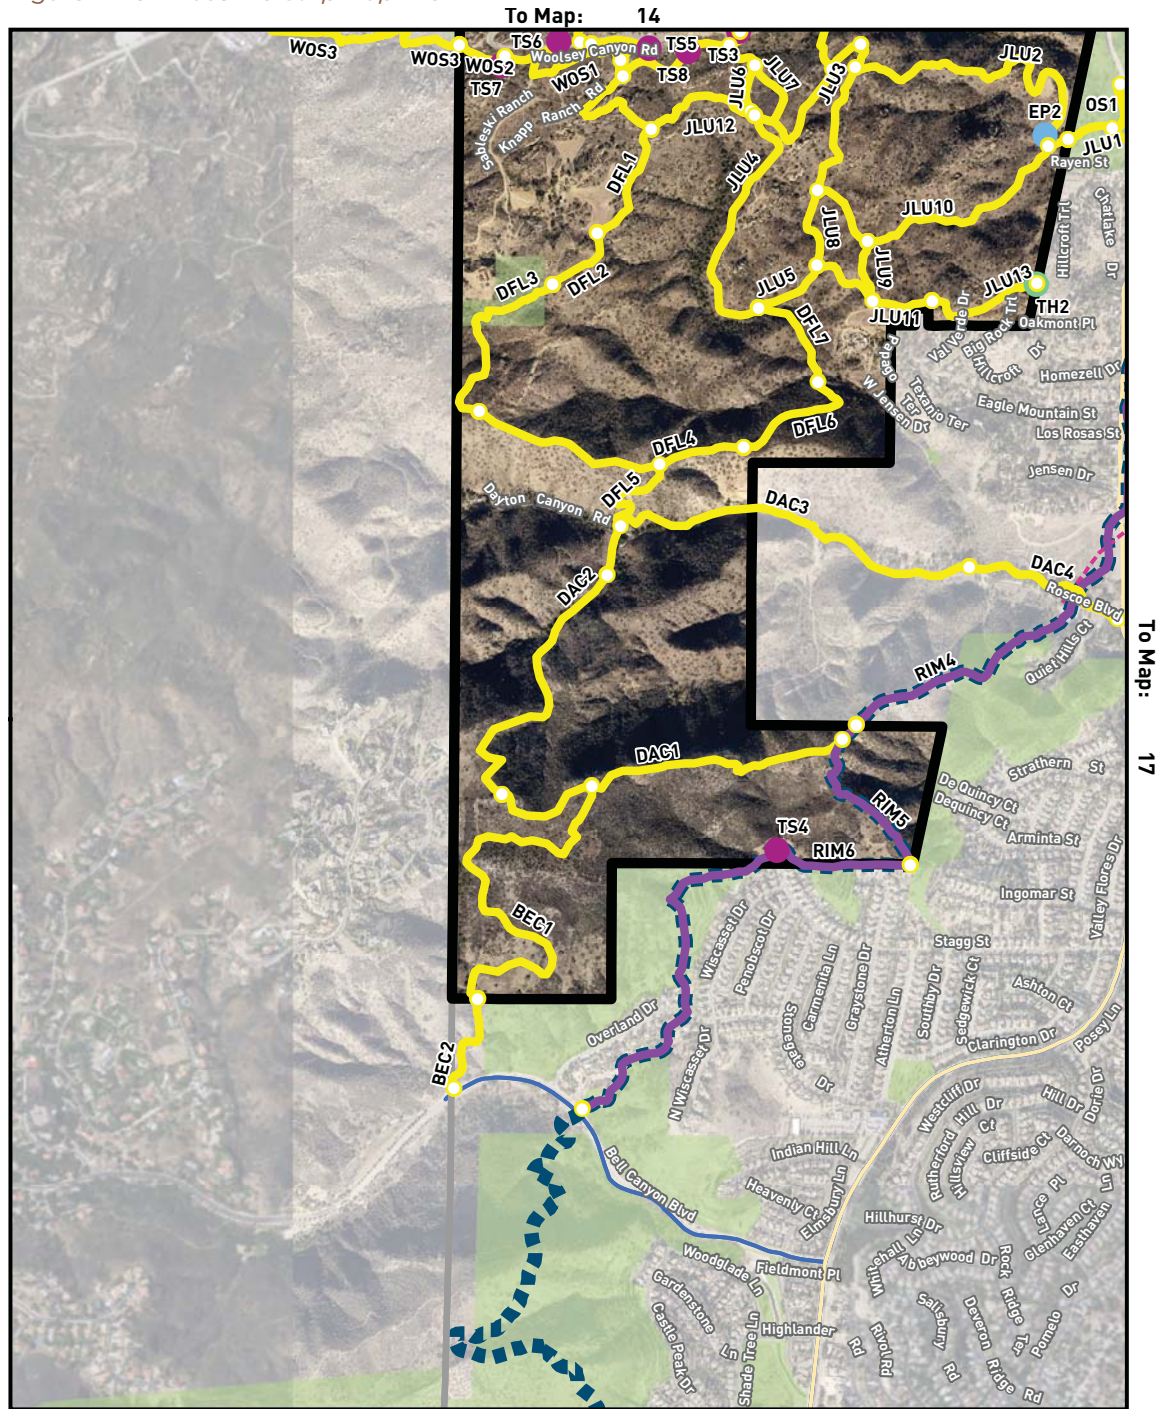 To Map: 14
WOS3
WOS3
WOS2
TS6
Woolsey Canyon Rd
TS5
TS3
TS7
WOS1
TS8
JLU6
JLU7
JLU3
JLU2
OS1
EP2
JLU1
Rayen St
Sableski Ranch
Knapp Ranch Rd
JLU12
DFL1
JLU4
JLU8
JLU10
JLU9
Hillcroft Trl
Chatlake Dr
DFL3
DFL2
JLU5
JLU13
TH2
JLU11
DFL7
Val Verde Dr
Big Rock Trl
Oakmont Pl
Hillcroft Dr
Homezell Dr
W Jensen Dr
Texanjo Ter
Ter
Eagle Mountain St
Los Rosas St
Jensen Dr
DFL6
DFL4
DFL5
Dayton Canyon Rd
DAC3
DAC2
DAC4
Roscoe Blvd
Quiet Hills Ct
To Map: 17
RIM4
DAC1
Strathern St
De Quincy Ct
Dequincy Ct
RIM5
TS4
RIM6
Arminta St
Ingomar St
Valley Flores Dr
BEC1
Wiscasset Dr
Penobscot Dr
Stagg St
Carmenita Ln
Graystone Dr
Atherton Ln
Southby Dr
Sedgewick Ct
Ashton Ct
Posey Ln
Overland Dr
Stonegate Dr
Clarington Dr
N Wiscasset Dr
BEC2
Westcliff Dr
Hill Dr
Hill Dr
Dorie Dr
Rutherford
Hillsview Ct
Cliffside Ct
Darnoch Wy
Indian Hill Ln
Bell Canyon Blvd
Heavenly Ct
Elmsbury Ln
Lance Pl
Glenhaven Ct
Easthaven Ln
Hillhurst Dr
Whitehall Ln
Abbeywood Dr
Woodglade Ln
Fieldmont Pl
Rock Ridge Ter
Gardenstone Ln
Castle Peak Dr
Shade Tree Ln
Highlander Rd
Rivol Rd
Salisbury Rd
Deveron Ridge Rd
Pomelo Dr